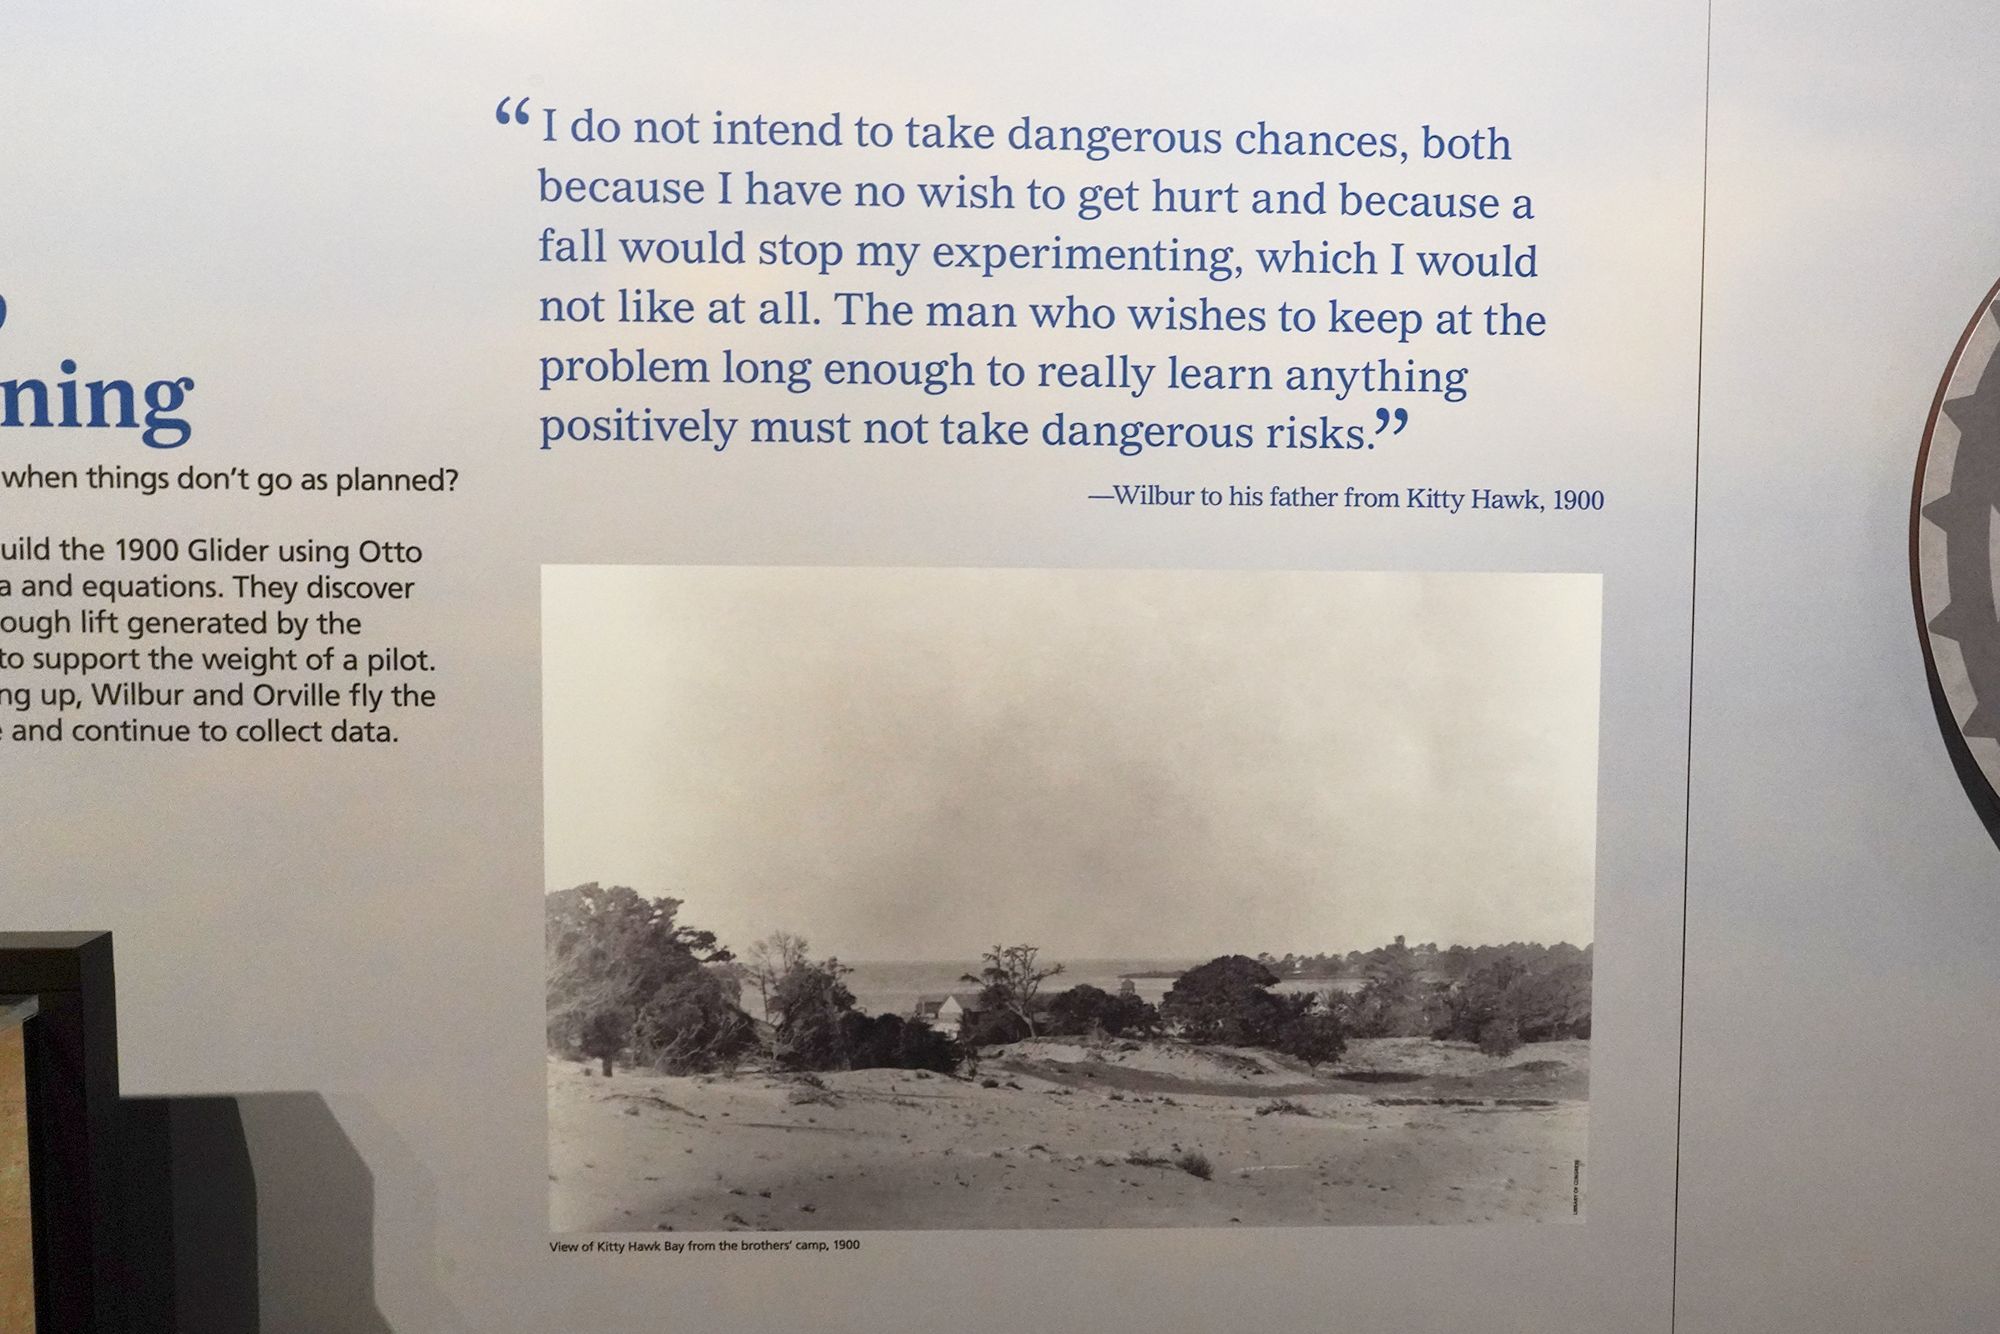 ning
when things don't go as planned?
uild the 1900 Glider using Otto
a and equations. They discover
ough lift generated by the
to support the weight of a pilot.
ng up, Wilbur and Orville fly the
and continue to collect data.
“I do not intend to take dangerous chances, both
because I have no wish to get hurt and because a
fall would stop my experimenting, which I would
not like at all. The man who wishes to keep at the
problem long enough to really learn anything
positively must not take dangerous risks.”
—Wilbur to his father from Kitty Hawk, 1900
LIBRARY OF CONGRESS
View of Kitty Hawk Bay from the brothers' camp, 1900